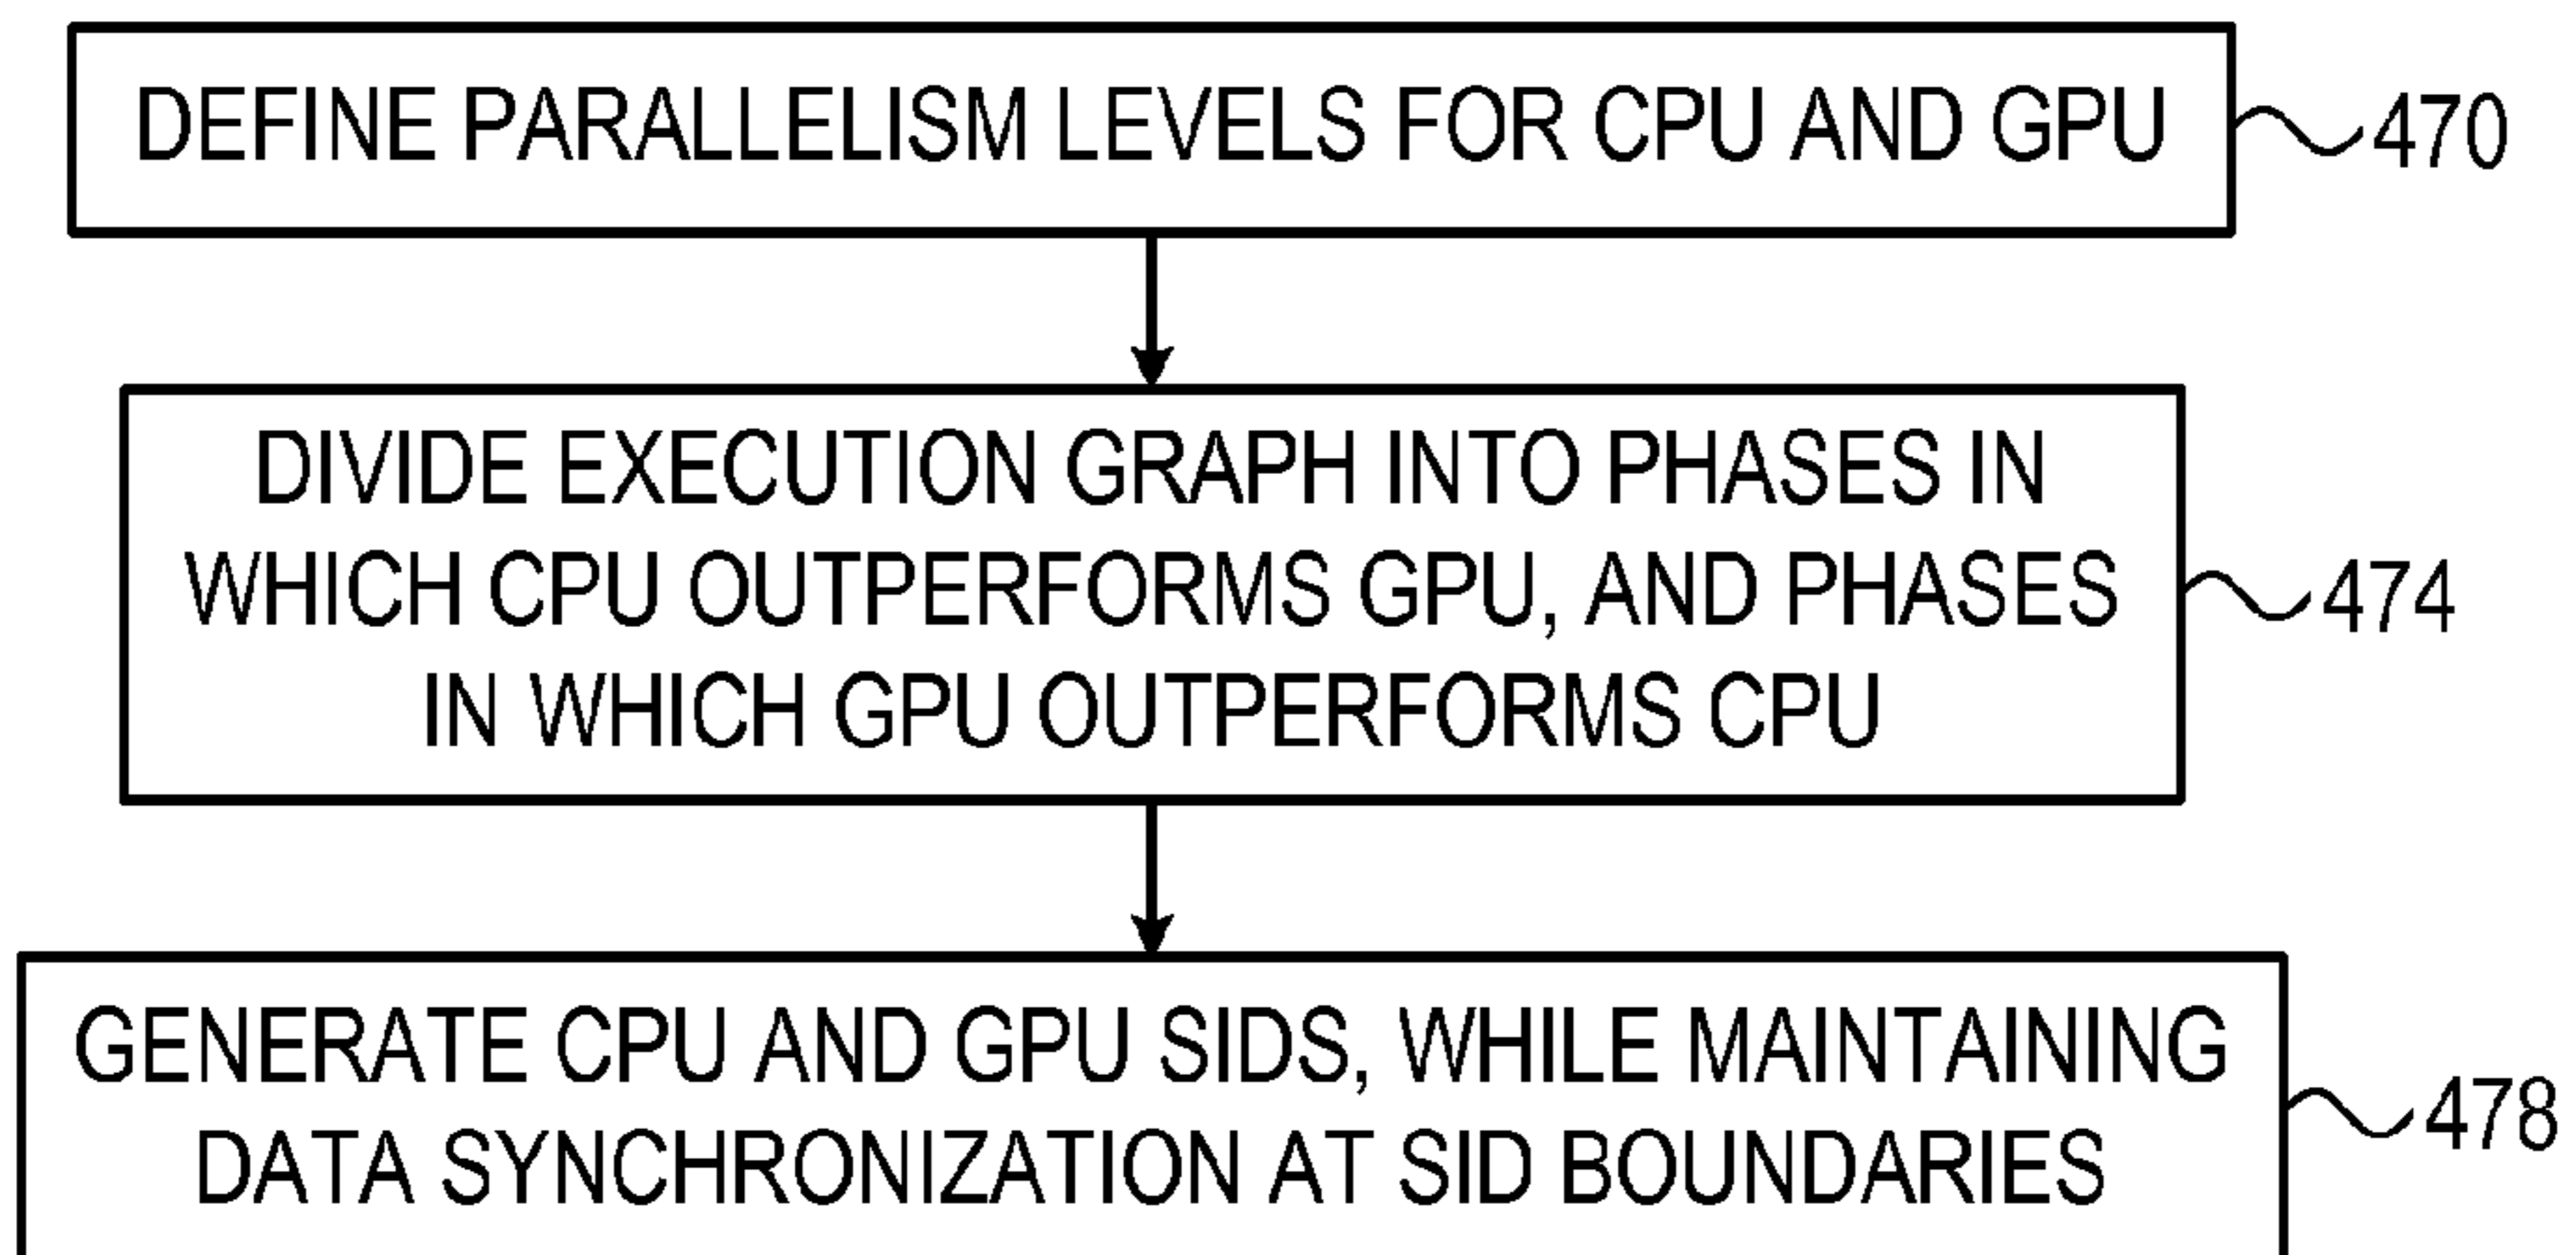 DEFINE PARALLELISM LEVELS FOR CPU AND GPU
470
DIVIDE EXECUTION GRAPH INTO PHASES IN
WHICH CPU OUTPERFORMS GPU, AND PHASES
IN WHICH GPU OUTPERFORMS CPU
474
GENERATE CPU AND GPU SIDS, WHILE MAINTAINING
DATA SYNCHRONIZATION AT SID BOUNDARIES
478